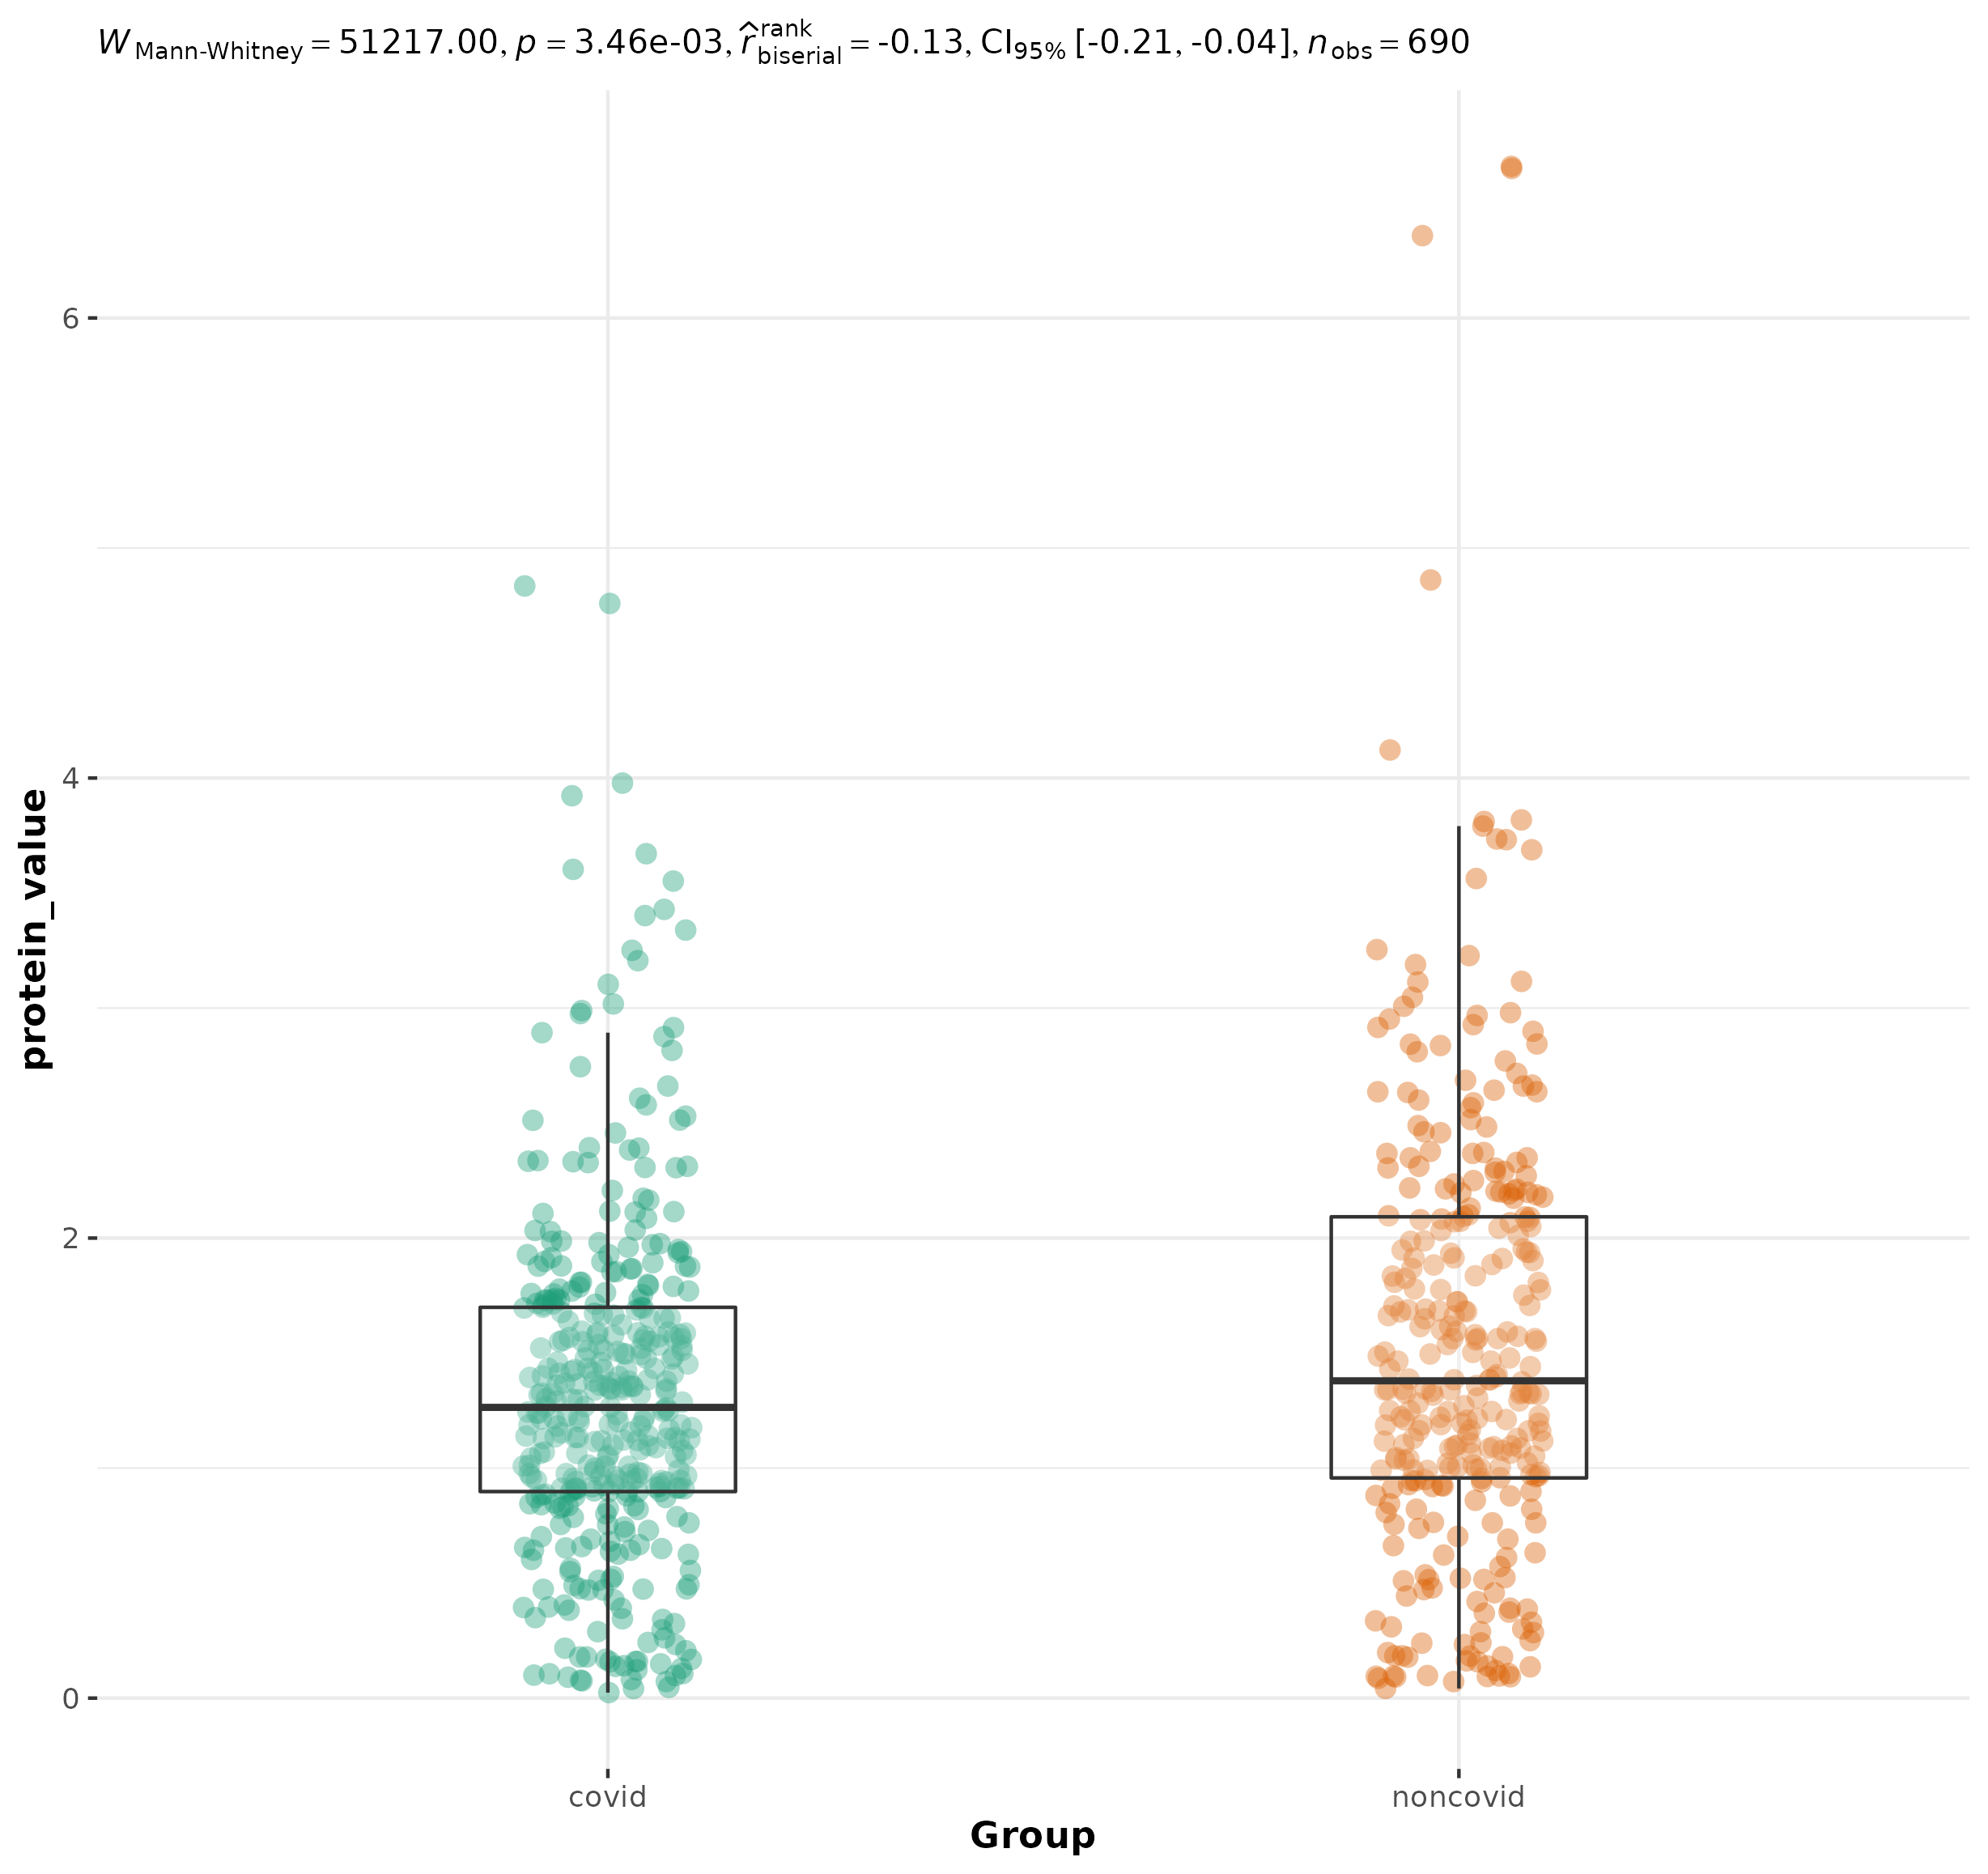 W Mann-Whitney = 51217.00, p = 3.46e-03, r̂ rank biserial = -0.13, CI95% [-0.21, -0.04], n obs = 690
6
4
2
0
protein_value
covid noncovid
Group